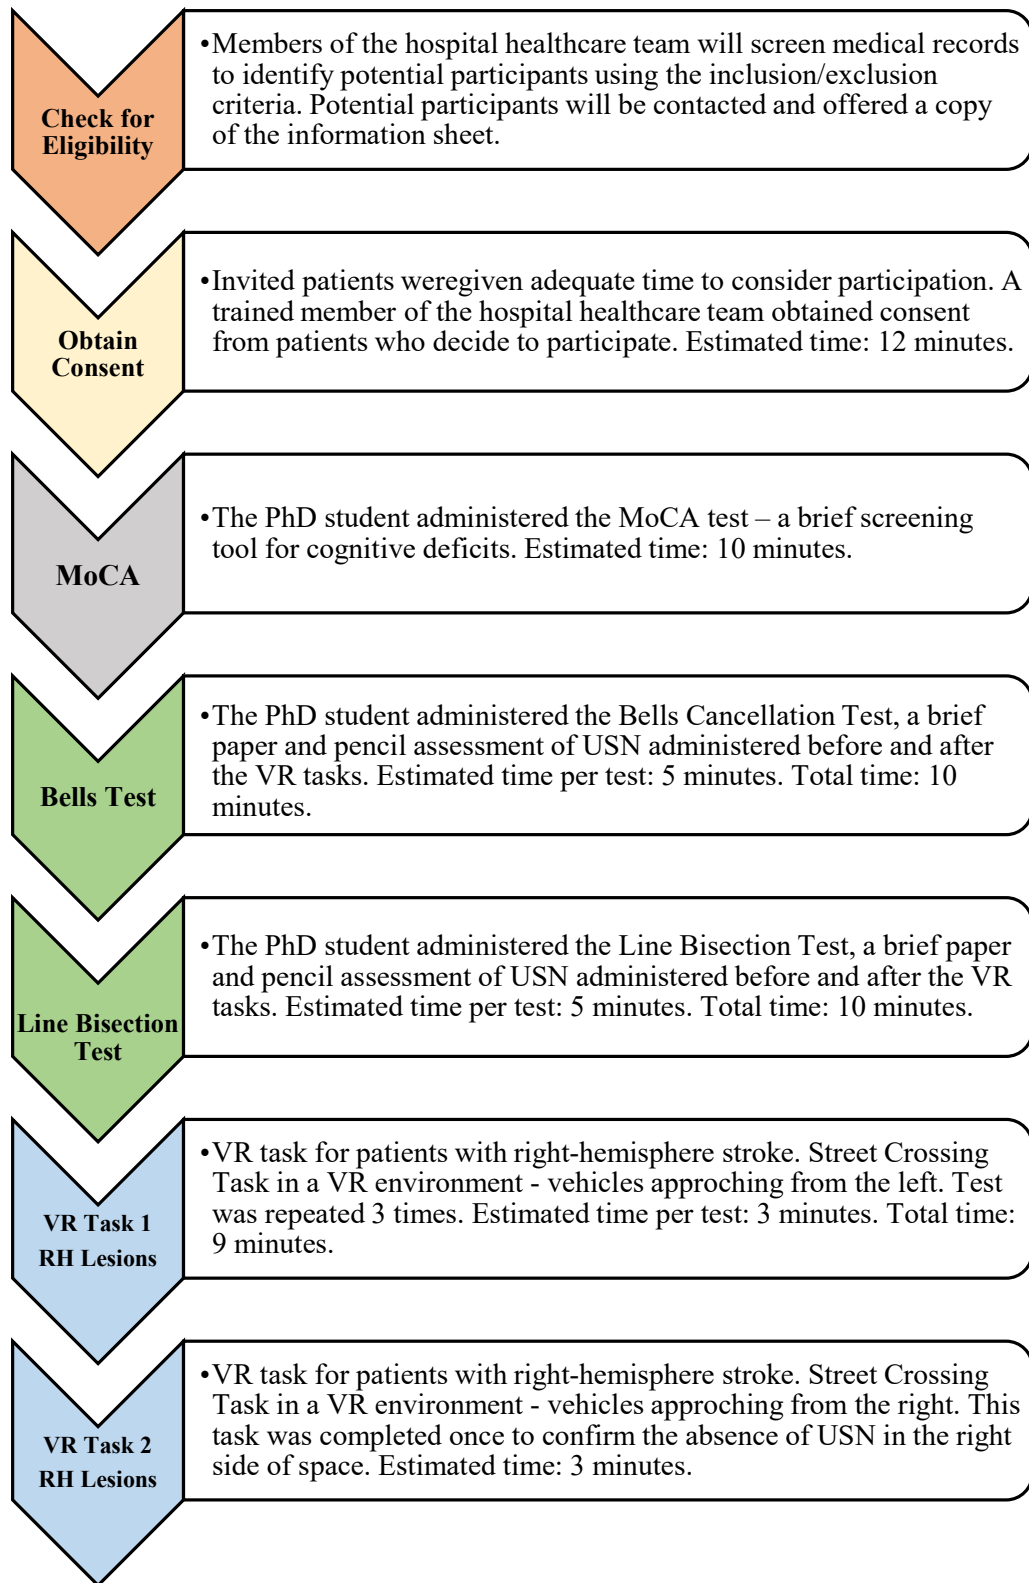 Check for
Eligibility
•Members of the hospital healthcare team will screen medical records
to identify potential participants using the inclusion/exclusion
criteria. Potential participants will be contacted and offered a copy
of the information sheet.
Obtain
Consent
•Invited patients weregiven adequate time to consider participation. A
trained member of the hospital healthcare team obtained consent
from patients who decide to participate. Estimated time: 12 minutes.
MoCA
•The PhD student administered the MoCA test – a brief screening
tool for cognitive deficits. Estimated time: 10 minutes.
Bells Test
•The PhD student administered the Bells Cancellation Test, a brief
paper and pencil assessment of USN administered before and after
the VR tasks. Estimated time per test: 5 minutes. Total time: 10
minutes.
Line Bisection
Test
•The PhD student administered the Line Bisection Test, a brief paper
and pencil assessment of USN administered before and after the VR
tasks. Estimated time per test: 5 minutes. Total time: 10 minutes.
VR Task 1
RH Lesions
•VR task for patients with right-hemisphere stroke. Street Crossing
Task in a VR environment - vehicles approching from the left. Test
was repeated 3 times. Estimated time per test: 3 minutes. Total time:
9 minutes.
VR Task 2
RH Lesions
•VR task for patients with right-hemisphere stroke. Street Crossing
Task in a VR environment - vehicles approching from the right. This
task was completed once to confirm the absence of USN in the right
side of space. Estimated time: 3 minutes.